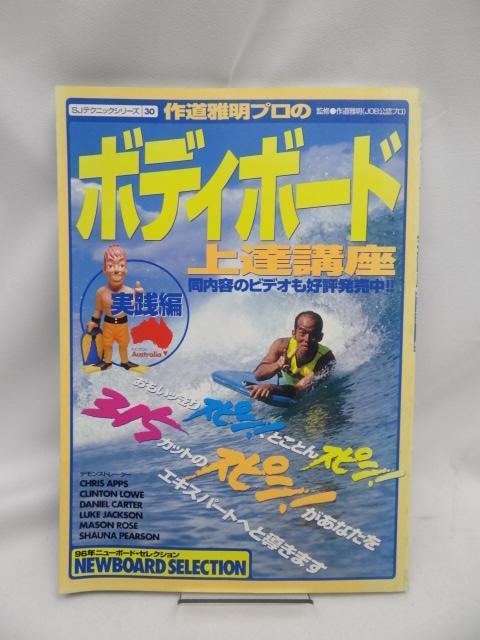 SJテクニックシリーズ 30
作道雅明プロの
監修●作道雅明(JOB公認プロ)
ボディボード
上達講座
同内容のビデオも好評発売中!!
実践編
Australia
おもいっきりスピン!とことんスピン!
315カットのスピン!があなたを
エキスパートへと導きます
デモンストレーター
CHRIS APPS
CLINTON LOWE
DANIEL CARTER
LUKE JACKSON
MASON ROSE
SHAUNA PEARSON
96年ニューボード・セレクション
NEWBOARD SELECTION